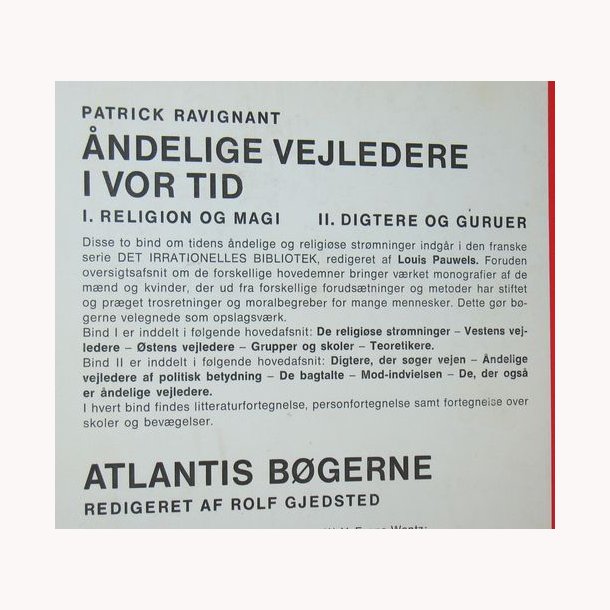 PATRICK RAVIGNANT
ÅNDELIGE VEJLEDERE
I VOR TID
I. RELIGION OG MAGI II. DIGTERE OG GURUER
Disse to bind om tidens åndelige og religiøse strømninger indgår i den franske
serie DET IRRATIONELLES BIBLIOTEK, redigeret af Louis Pauwels. Foruden
oversigtsafsnit om de forskellige hovedemner bringer værket monografier af de
mænd og kvinder, der ud fra forskellige forudsætninger og metoder har stiftet
og præget trosretninger og moralbegreber for mange mennesker. Dette gør bø-
gerne velegnede som opslagsværk.
Bind I er inddelt i følgende hovedafsnit: De religiøse strømninger – Vestens vej-
ledere – Østens vejledere – Grupper og skoler – Teoretikere.
Bind II er inddelt i følgende hovedafsnit: Digtere, der søger vejen – Åndelige
vejledere af politisk betydning – De bagtalte – Mod-indvielsen – De, der også
er åndelige vejledere.
I hvert bind findes litteraturfortegnelse, personfortegnelse samt fortegnelse over
skoler og bevægelser.
ATLANTIS BØGERNE
REDIGERET AF ROLF GJEDSTED